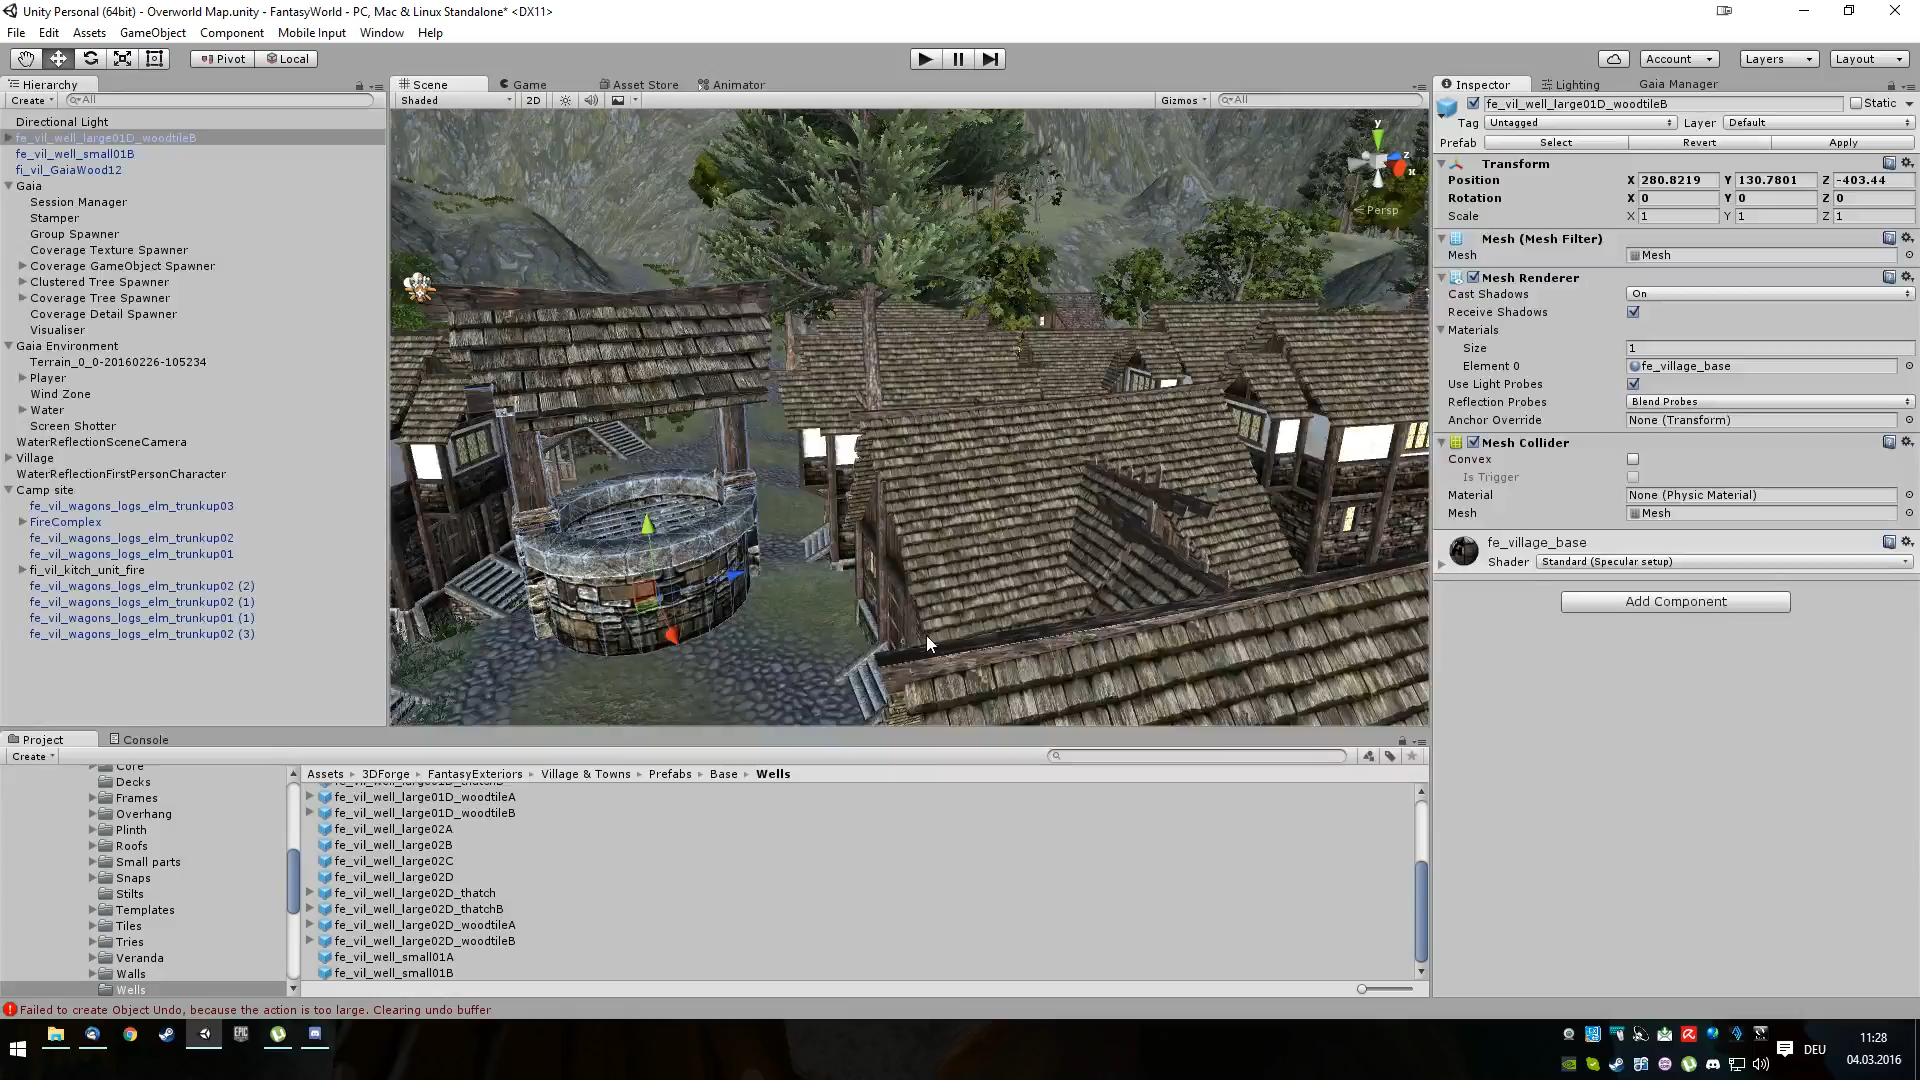 Unity Personal (64bit) - Overworld Map.unity - FantasyWorld - PC, Mac & Linux Standalone* <DX11>
File Edit Assets GameObject Component Mobile Input Window Help
Pivot Local Account Layers Layout
Hierarchy
Create All
Directional Light
fe_vil_well_large01D_woodtileB
fe_vil_well_small01B
fi_vil_GaiaWood12
Gaia
Session Manager
Stamper
Group Spawner
Coverage Texture Spawner
Coverage GameObject Spawner
Clustered Tree Spawner
Coverage Tree Spawner
Coverage Detail Spawner
Visualiser
Gaia Environment
Terrain_0_0-20160226-105234
Player
Wind Zone
Water
Screen Shotter
WaterReflectionSceneCamera
Village
WaterReflectionFirstPersonCharacter
Camp site
fe_vil_wagons_logs_elm_trunkup03
FireComplex
fe_vil_wagons_logs_elm_trunkup02
fe_vil_wagons_logs_elm_trunkup01
fi_vil_kitch_unit_fire
fe_vil_wagons_logs_elm_trunkup02 (2)
fe_vil_wagons_logs_elm_trunkup02 (1)
fe_vil_wagons_logs_elm_trunkup01 (1)
fe_vil_wagons_logs_elm_trunkup02 (3)
Scene Game Asset Store Animator
Shaded 2D Gizmos All
y
z
x
Persp
Inspector Lighting Gaia Manager
fe_vil_well_large01D_woodtileB Static
Tag Untagged Layer Default
Prefab Select Revert Apply
Transform
Position X 280.8219 Y 130.7801 Z -403.44
Rotation X 0 Y 0 Z 0
Scale X 1 Y 1 Z 1
Mesh (Mesh Filter)
Mesh Mesh
Mesh Renderer
Cast Shadows On
Receive Shadows
Materials
Size 1
Element 0 fe_village_base
Use Light Probes
Reflection Probes Blend Probes
Anchor Override None (Transform)
Mesh Collider
Convex
Is Trigger
Material None (Physic Material)
Mesh Mesh
fe_village_base
Shader Standard (Specular setup)
Add Component
Project Console
Create
Core
Decks
Frames
Overhang
Plinth
Roofs
Small parts
Snaps
Stilts
Templates
Tiles
Tries
Veranda
Walls
Wells
Assets 3DForge FantasyExteriors Village & Towns Prefabs Base Wells
fe_vil_well_large01D_thatchB
fe_vil_well_large01D_woodtileA
fe_vil_well_large01D_woodtileB
fe_vil_well_large02A
fe_vil_well_large02B
fe_vil_well_large02C
fe_vil_well_large02D
fe_vil_well_large02D_thatch
fe_vil_well_large02D_thatchB
fe_vil_well_large02D_woodtileA
fe_vil_well_large02D_woodtileB
fe_vil_well_small01A
fe_vil_well_small01B
Failed to create Object Undo, because the action is too large. Clearing undo buffer
EPIC
DEU
11:28
04.03.2016